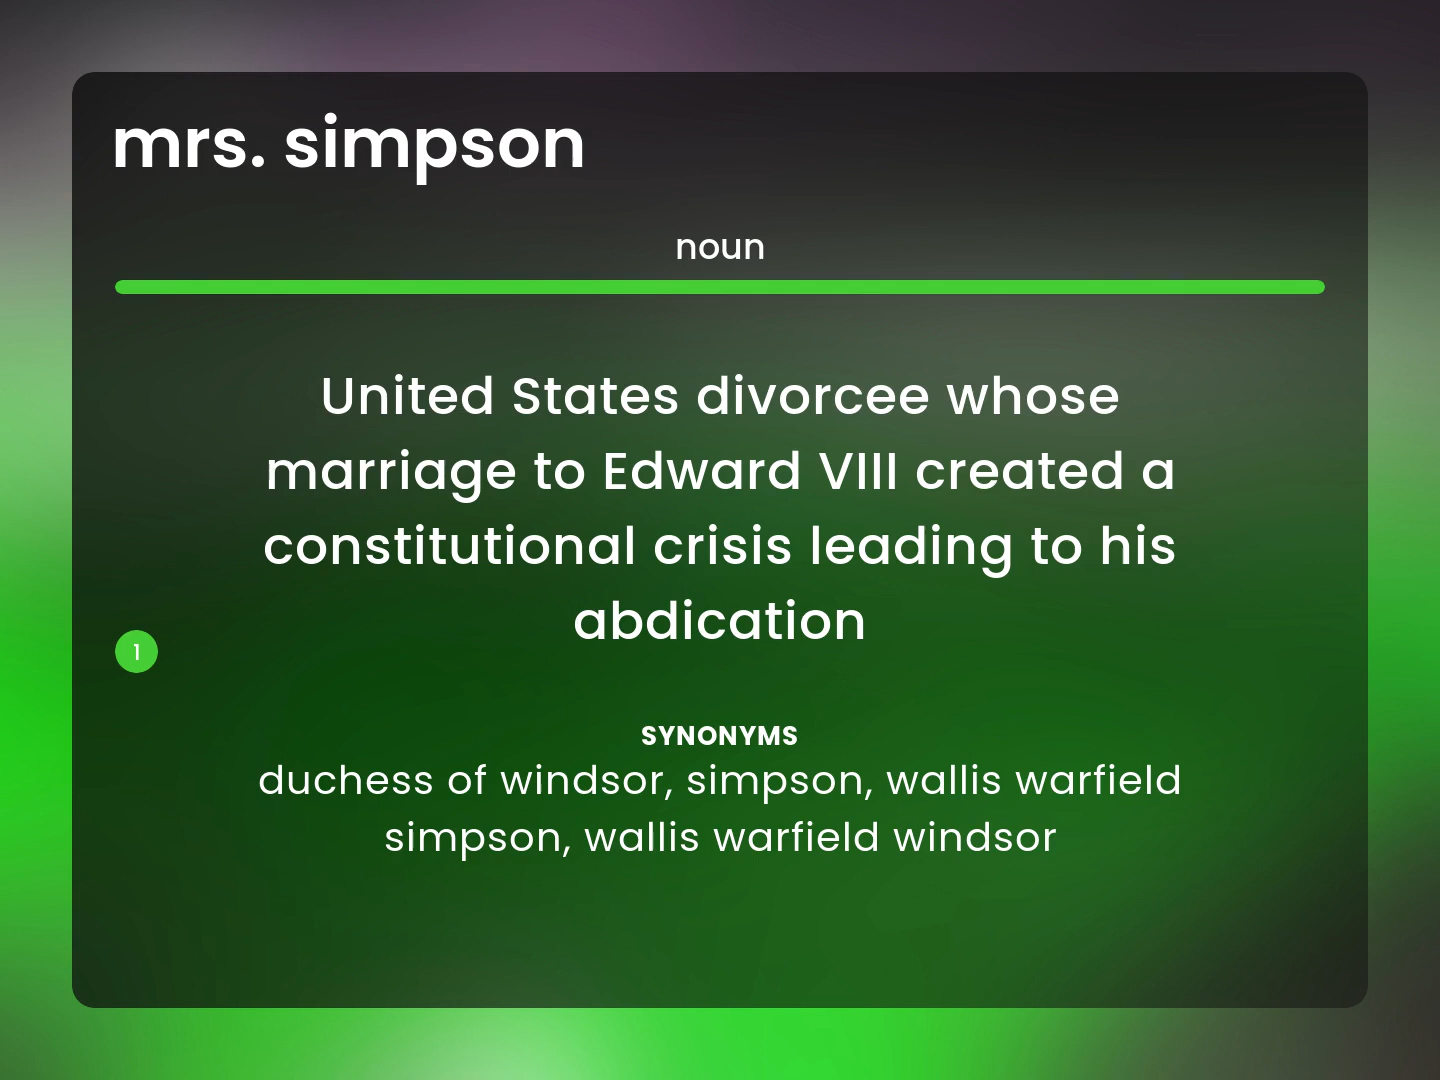 mrs. simpson
noun
United States divorcee whose
marriage to Edward VIII created a
constitutional crisis leading to his
abdication
1
SYNONYMS
duchess of windsor, simpson, wallis warfield
simpson, wallis warfield windsor